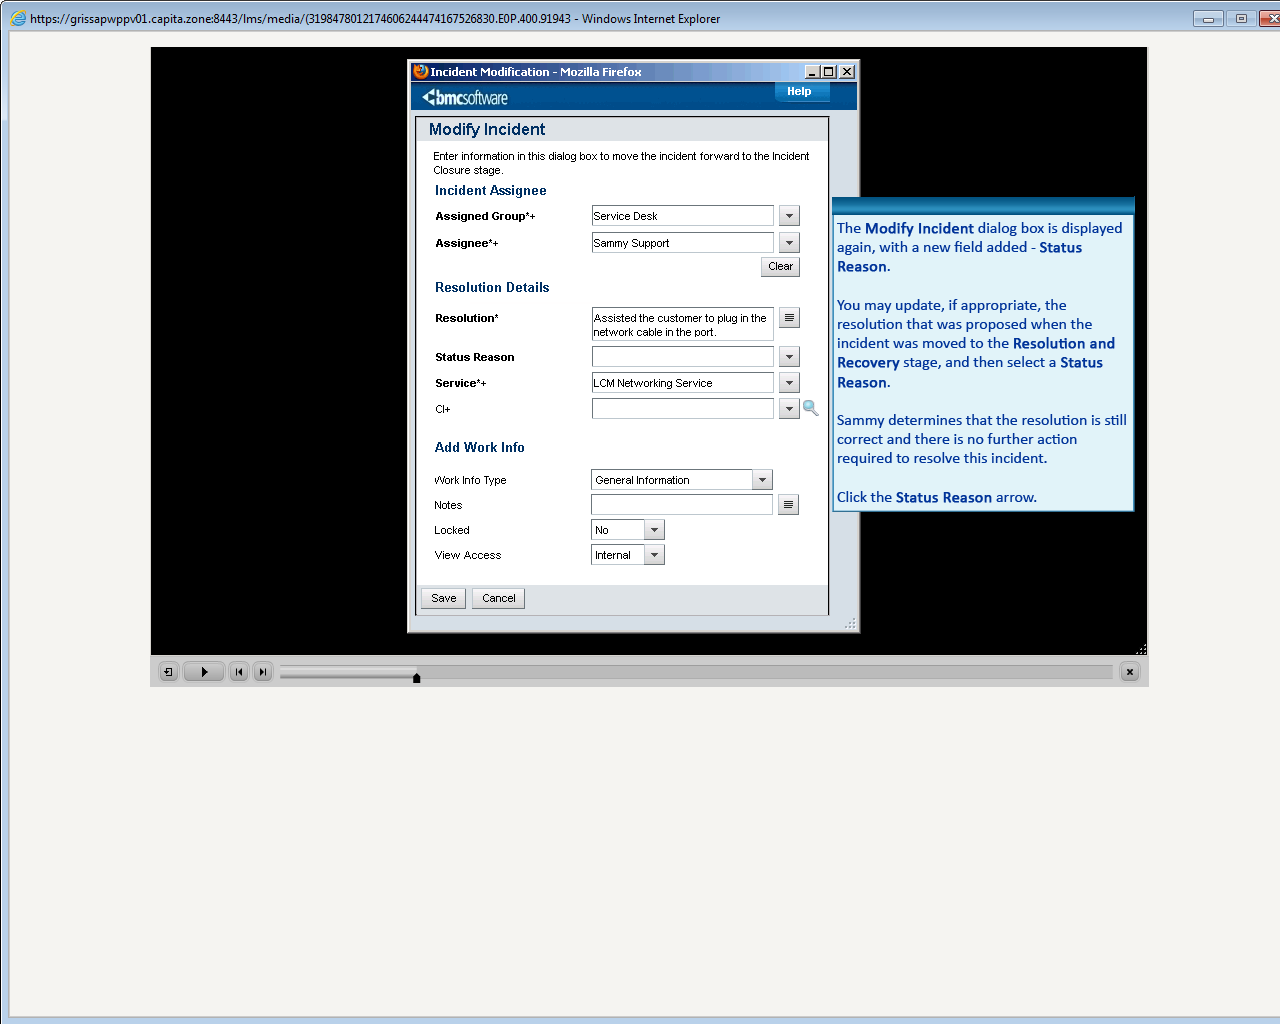 https://grissapwppv01.capita.zone:8443/lms/media/(3198478012174606244474167526830.E0P.400.91943 - Windows Internet Explorer
Incident Modification - Mozilla Firefox
bmcsoftware
Help
Modify Incident
Enter information in this dialog box to move the incident forward to the Incident
Closure stage.
Incident Assignee
Assigned Group*+
Service Desk
Assignee*+
Sammy Support
Clear
Resolution Details
Resolution*
Assisted the customer to plug in the
network cable in the port.
Status Reason
Service*+
LCM Networking Service
CI+
Add Work Info
Work Info Type
General Information
Notes
Locked
No
View Access
Internal
Save
Cancel
The Modify Incident dialog box is displayed
again, with a new field added - Status
Reason.
You may update, if appropriate, the
resolution that was proposed when the
incident was moved to the Resolution and
Recovery stage, and then select a Status
Reason.
Sammy determines that the resolution is still
correct and there is no further action
required to resolve this incident.
Click the Status Reason arrow.